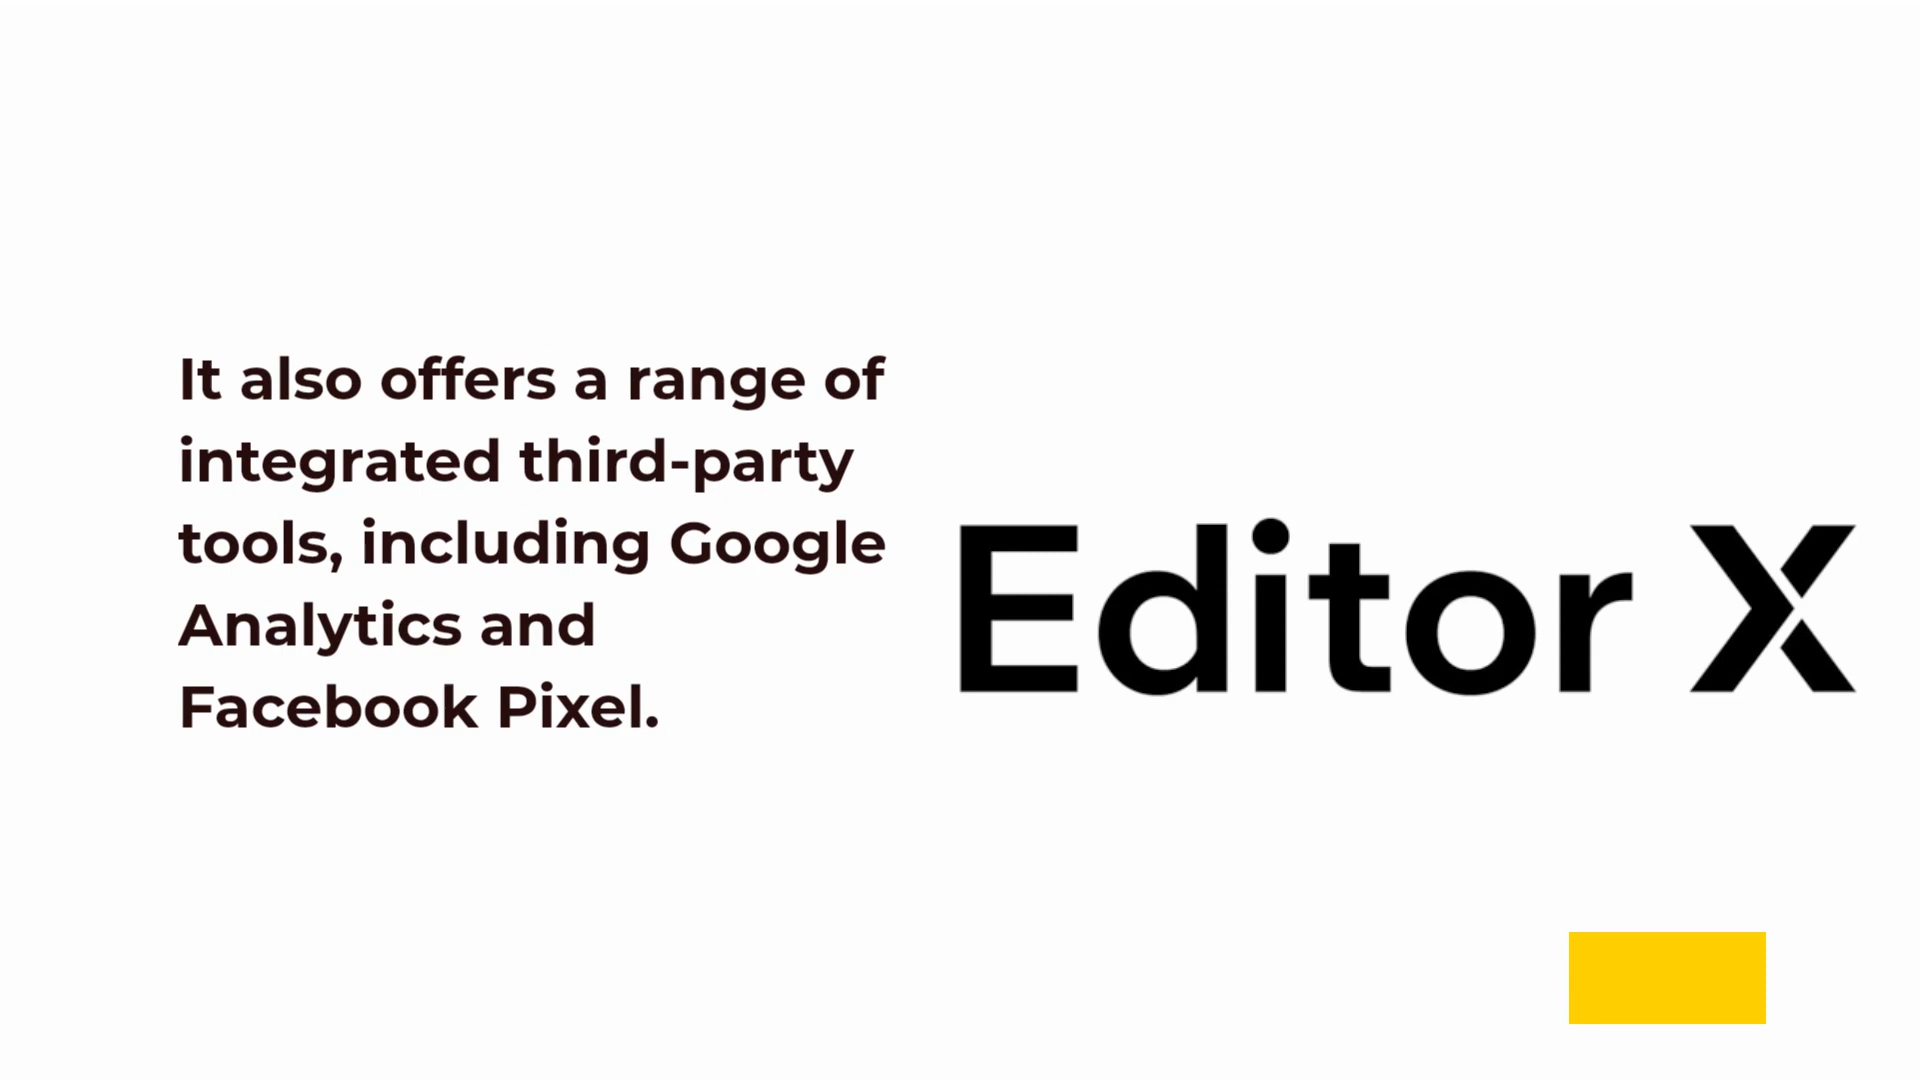 It also offers a range of
integrated third-party
tools, including Google
Analytics and
Facebook Pixel.
Editor X